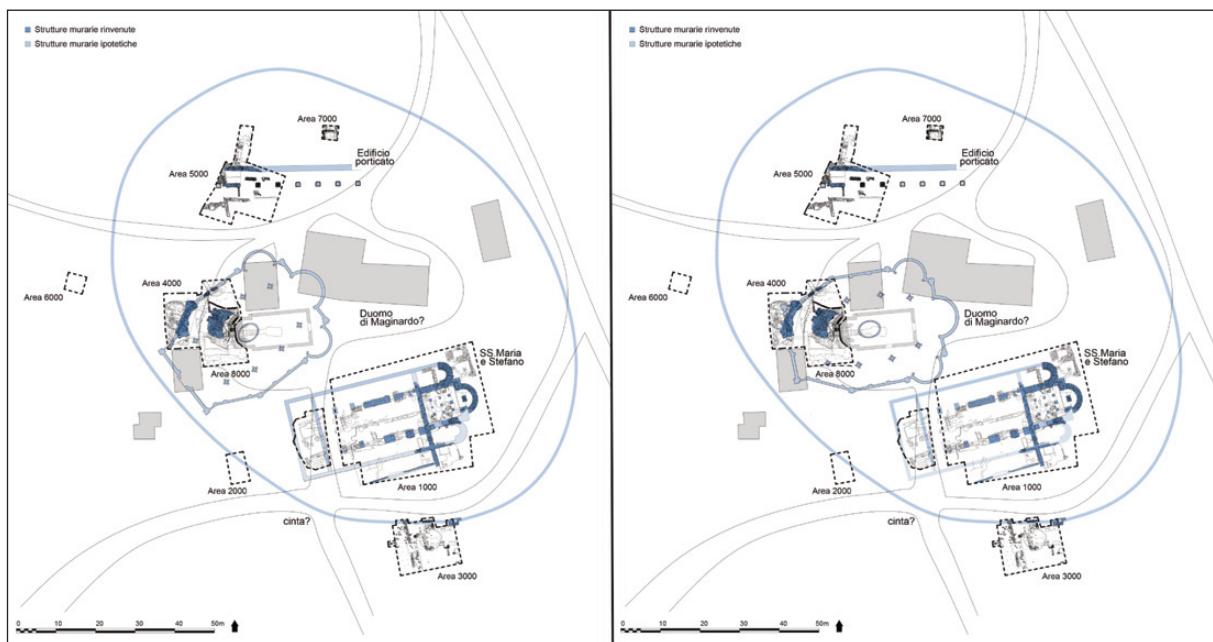 Strutture murarie rinvenute
Strutture murarie ipotetiche
Area 7000
Edificio
porticato
Area 5000
Area 6000
Area 4000
Duomo
di Maginardo?
SS.Maria
e Stefano
Area 8000
Area 2000
Area 1000
cinta?
Area 3000
0 10 20 30 40 50m
Strutture murarie rinvenute
Strutture murarie ipotetiche
Area 7000
Edificio
porticato
Area 5000
Area 6000
Area 4000
Duomo
di Maginardo?
SS.Maria
e Stefano
Area 8000
Area 2000
Area 1000
cinta?
Area 3000
0 10 20 30 40 50m